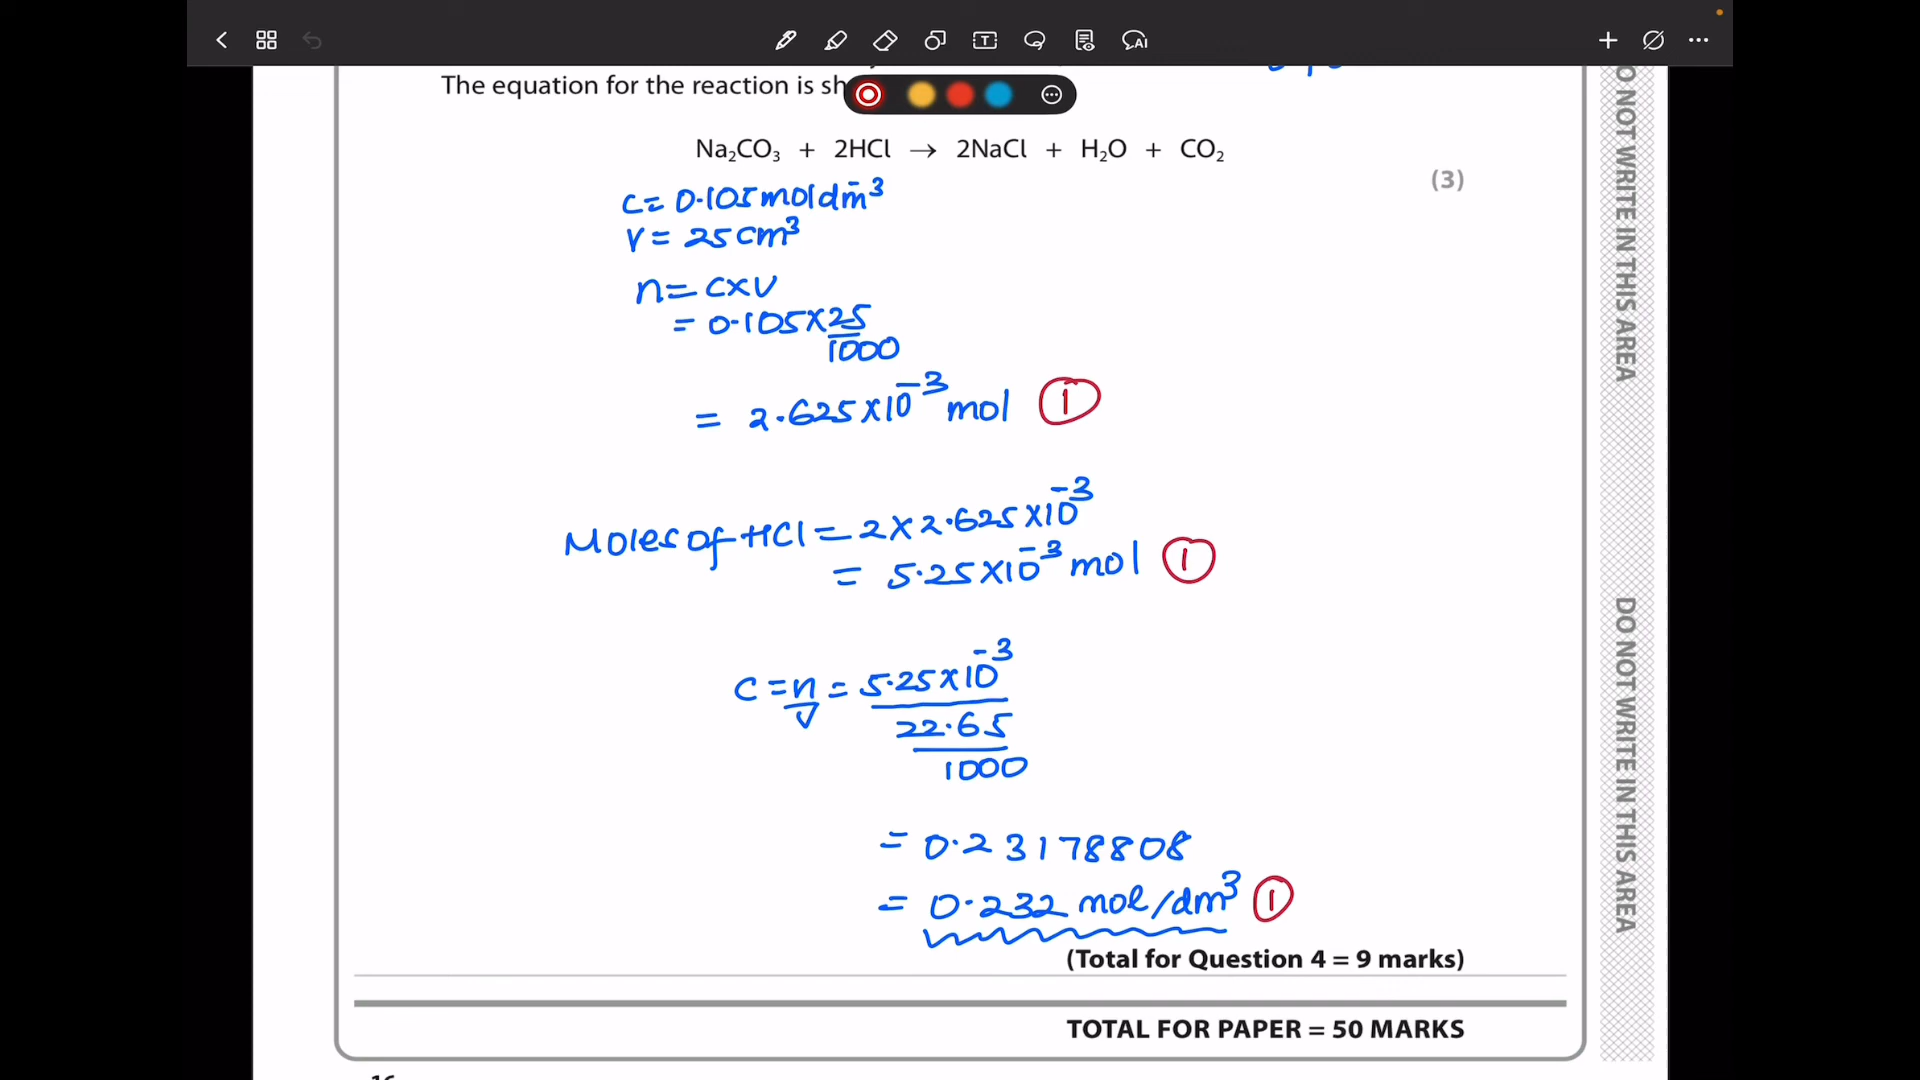 AI
The equation for the reaction is sh
Na₂CO₃ + 2HCl → 2NaCl + H₂O + CO₂
(3)
C= 0.105 mol dm⁻³
V = 25 cm³
n= C×V
= 0.105×25
1000
= 2.625×10⁻³ mol ①
Moles of HCl = 2×2.625×10⁻³
= 5.25×10⁻³ mol ①
C = n = 5.25×10⁻³
V 22.65
1000
= 0.23178808
= 0.232 mol/dm³ ①
(Total for Question 4 = 9 marks)
TOTAL FOR PAPER = 50 MARKS
NOT WRITE IN THIS AREA
DO NOT WRITE IN THIS AREA